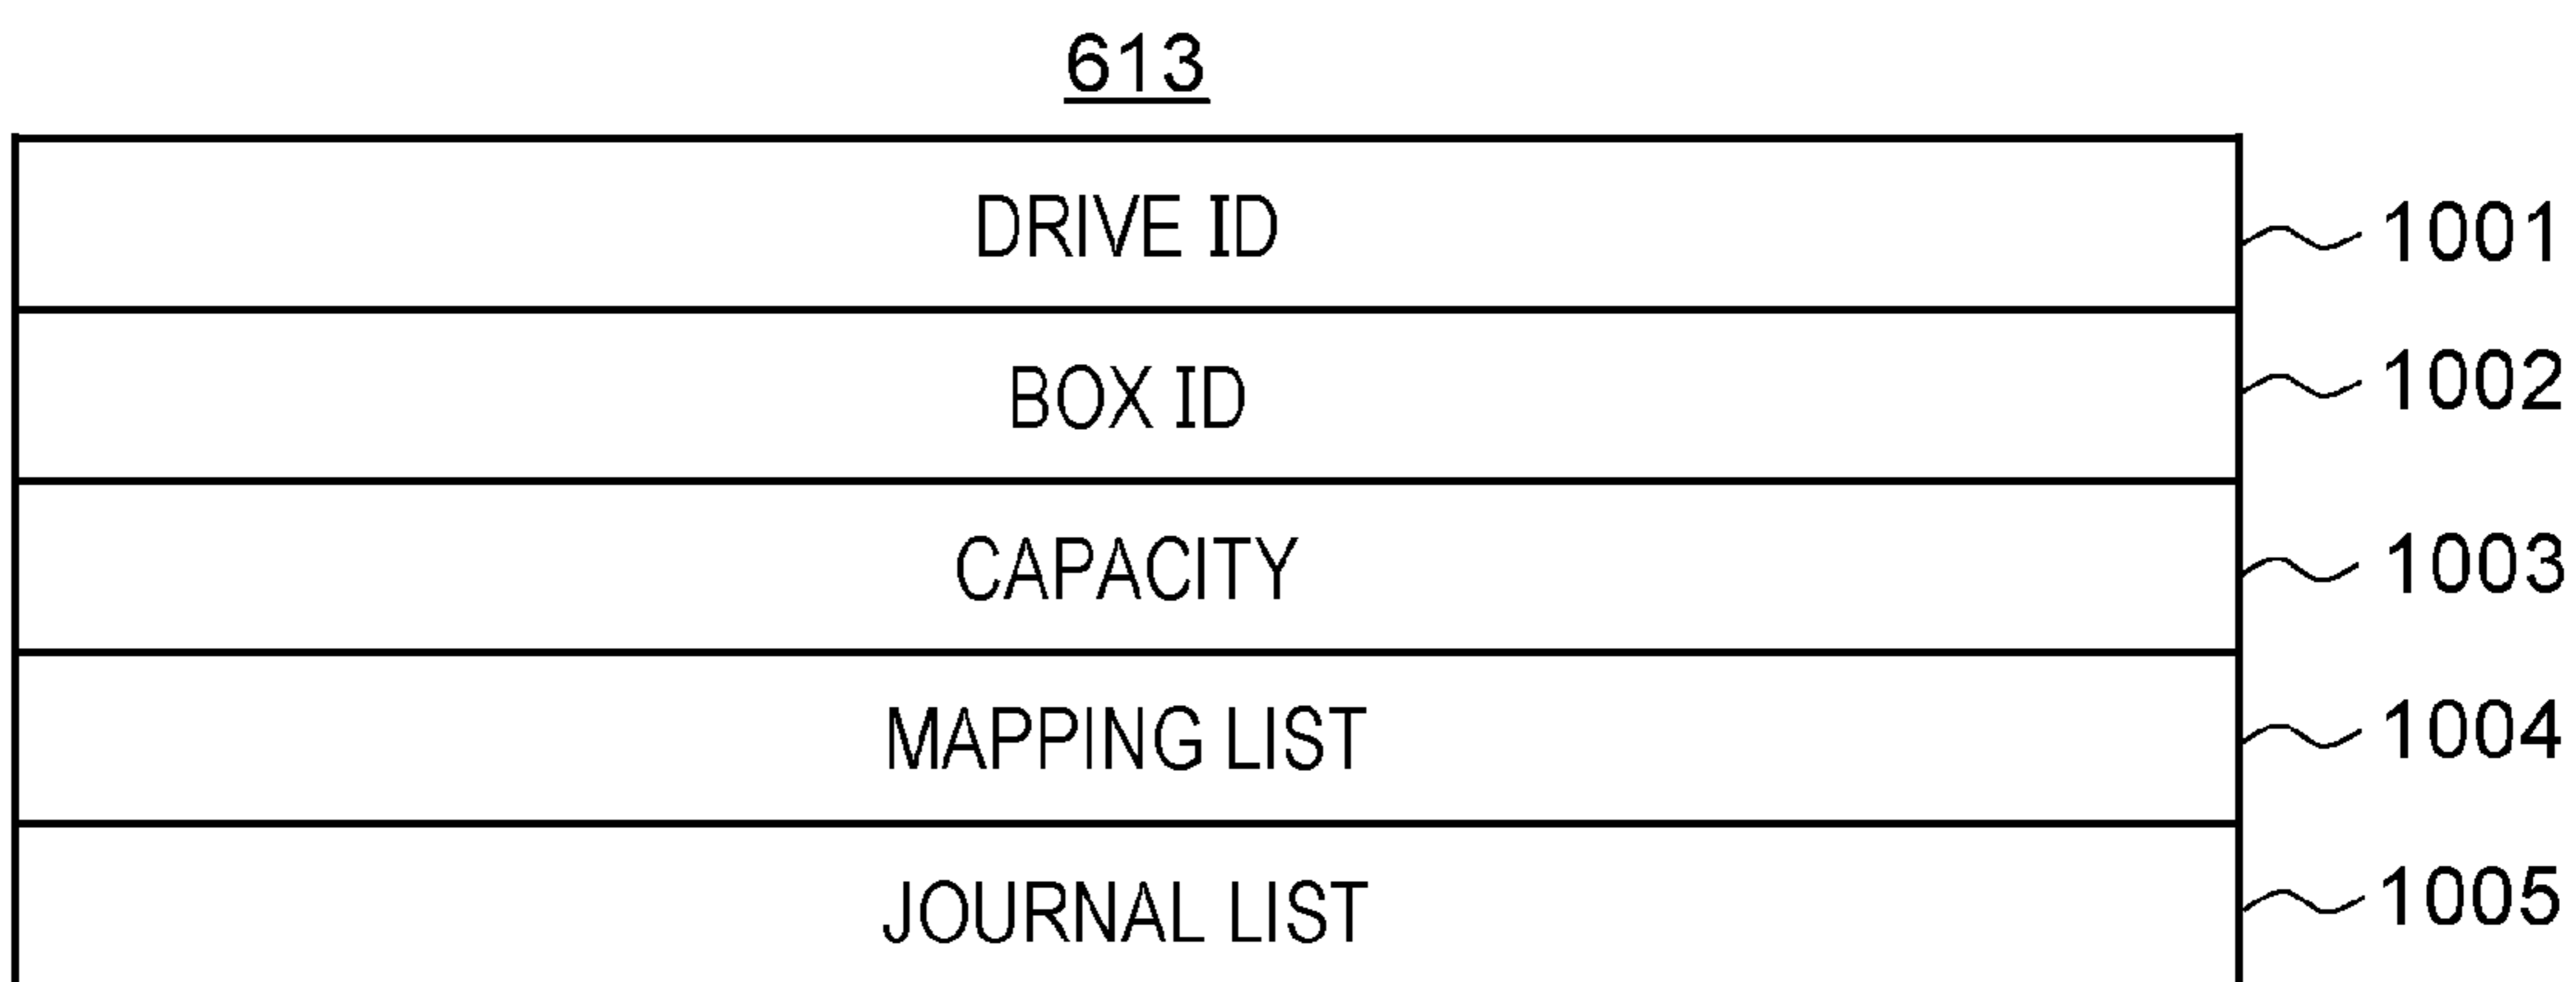 613
DRIVE ID 1001
BOX ID 1002
CAPACITY 1003
MAPPING LIST 1004
JOURNAL LIST 1005